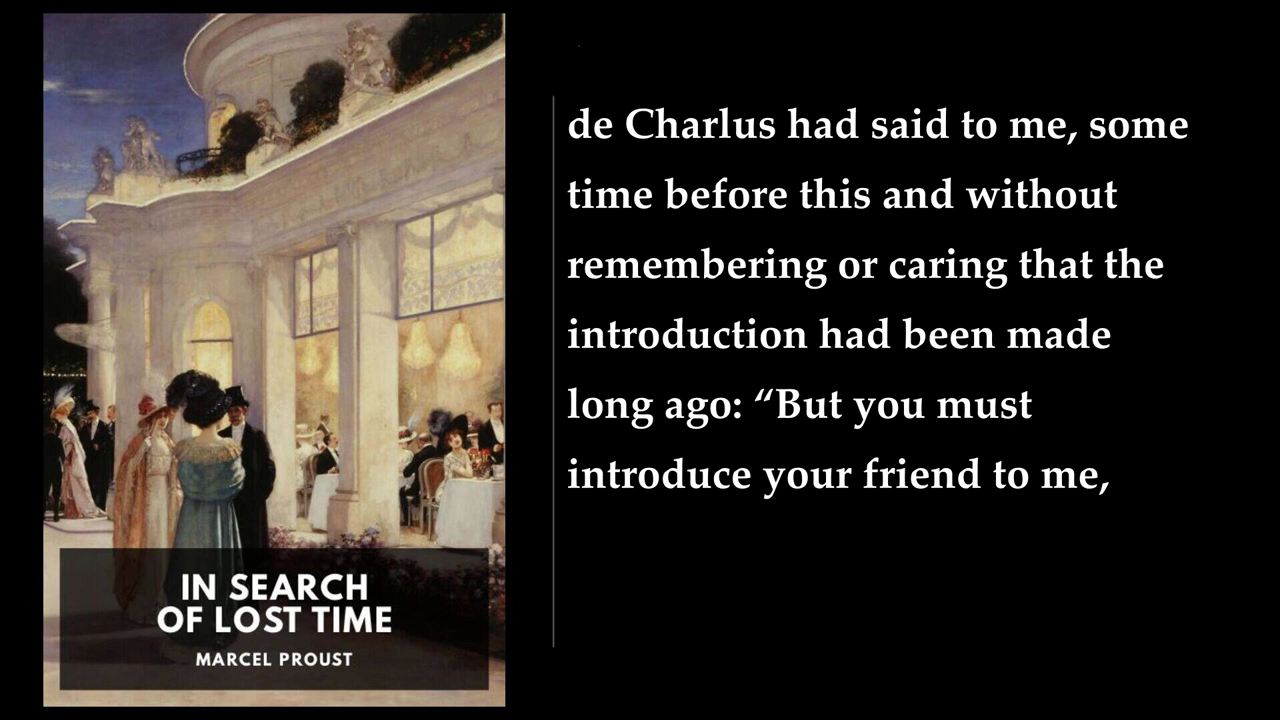 IN SEARCH
OF LOST TIME
MARCEL PROUST
de Charlus had said to me, some
time before this and without
remembering or caring that the
introduction had been made
long ago: “But you must
introduce your friend to me,